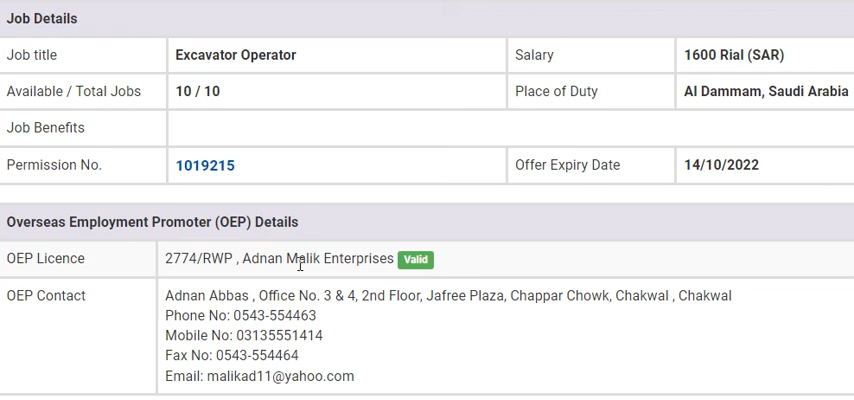 Job Details
Job title Excavator Operator Salary 1600 Rial (SAR)
Available / Total Jobs 10 / 10 Place of Duty Al Dammam, Saudi Arabia
Job Benefits
Permission No. 1019215 Offer Expiry Date 14/10/2022
Overseas Employment Promoter (OEP) Details
OEP Licence 2774/RWP , Adnan Malik Enterprises Valid
OEP Contact Adnan Abbas , Office No. 3 & 4, 2nd Floor, Jafree Plaza, Chappar Chowk, Chakwal , Chakwal
Phone No: 0543-554463
Mobile No: 03135551414
Fax No: 0543-554464
Email: malikad11@yahoo.com